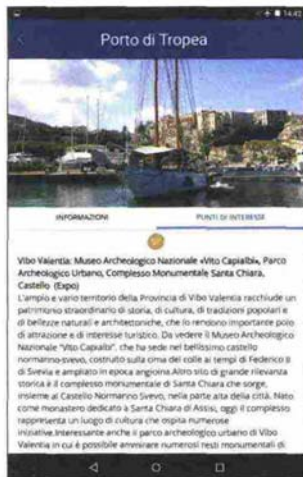 14:42
Porto di Tropea
INFORMAZIONI PUNTI DI INTERESSE
Vibo Valentia: Museo Archeologico Nazionale «Vito Capialbi», Parco
Archeologico Urbano, Complesso Monumentale Santa Chiara,
Castello (Expo)
L'ampio e vario territorio della Provincia di Vibo Valentia racchiude un
patrimonio straordinario di storia, di cultura, di tradizioni popolari e
di bellezze naturali e architettoniche, che lo rendono importante polo
di attrazione e di interesse turistico. Da vedere il Museo Archeologico
Nazionale "Vito Capialbi", che ha sede nel bellissimo castello
normanno-svevo, costruito sulla cima del colle ai tempi di Federico II
di Svevia e ampliato in epoca angioina.Altro sito di grande rilevanza
storica è il complesso monumentale di Santa Chiara che sorge,
insieme al Castello Normanno Svevo, nella parte alta della città. Nato
come monastero dedicato a Santa Chiara di Assisi, oggi il complesso
rappresenta un luogo di cultura che ospita numerose
iniziative.Interessante anche il parco archeologico urbano di Vibo
Valentia in cui è possibile ammirare numerosi resti monumentali di